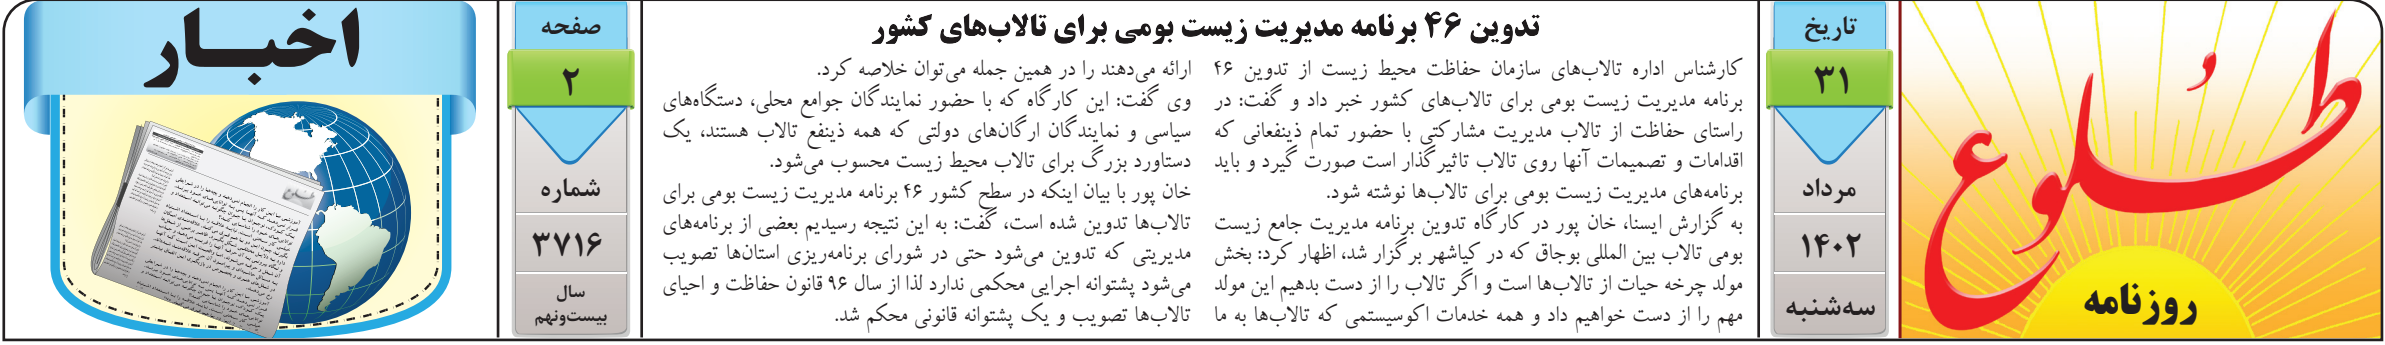 طلوع
روزنامه
تاریخ
۳۱
مرداد
۱۴۰۲
سه‌شنبه
تدوین ۴۶ برنامه مدیریت زیست بومی برای تالاب‌های کشور
کارشناس اداره تالاب‌های سازمان حفاظت محیط زیست از تدوین ۴۶
برنامه مدیریت زیست بومی برای تالاب‌های کشور خبر داد و گفت: در
راستای حفاظت از تالاب مدیریت مشارکتی با حضور تمام ذینفعانی که
اقدامات و تصمیمات آنها روی تالاب تاثیرگذار است صورت گیرد و باید
برنامه‌های مدیریت زیست بومی برای تالاب‌ها نوشته شود.
به گزارش ایسنا، خان پور در کارگاه تدوین برنامه مدیریت جامع زیست
بومی تالاب بین المللی بوجاق که در کیاشهر برگزار شد، اظهار کرد: بخش
مولد چرخه حیات از تالاب‌ها است و اگر تالاب را از دست بدهیم این مولد
مهم را از دست خواهیم داد و همه خدمات اکوسیستمی که تالاب‌ها به ما
ارائه می‌دهند را در همین جمله می‌توان خلاصه کرد.
وی گفت: این کارگاه که با حضور نمایندگان جوامع محلی، دستگاه‌های
سیاسی و نمایندگان ارگان‌های دولتی که همه ذینفع تالاب هستند، یک
دستاورد بزرگ برای تالاب محیط زیست محسوب می‌شود.
خان پور با بیان اینکه در سطح کشور ۴۶ برنامه مدیریت زیست بومی برای
تالاب‌ها تدوین شده است، گفت: به این نتیجه رسیدیم بعضی از برنامه‌های
مدیریتی که تدوین می‌شود حتی در شورای برنامه‌ریزی استان‌ها تصویب
می‌شود پشتوانه اجرایی محکمی ندارد لذا از سال ۹۶ قانون حفاظت و احیای
تالاب‌ها تصویب و یک پشتوانه قانونی محکم شد.
صفحه
۲
شماره
۳۷۱۶
سال
بیست‌ونهم
اخبار
طلوع